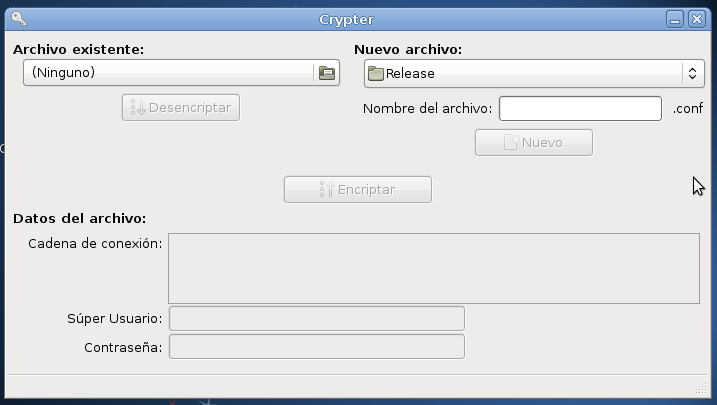 Crypter
Archivo existente:
(Ninguno)
Desencriptar
Nuevo archivo:
Release
Nombre del archivo: .conf
Nuevo
Encriptar
Datos del archivo:
Cadena de conexión:
Súper Usuario:
Contraseña: